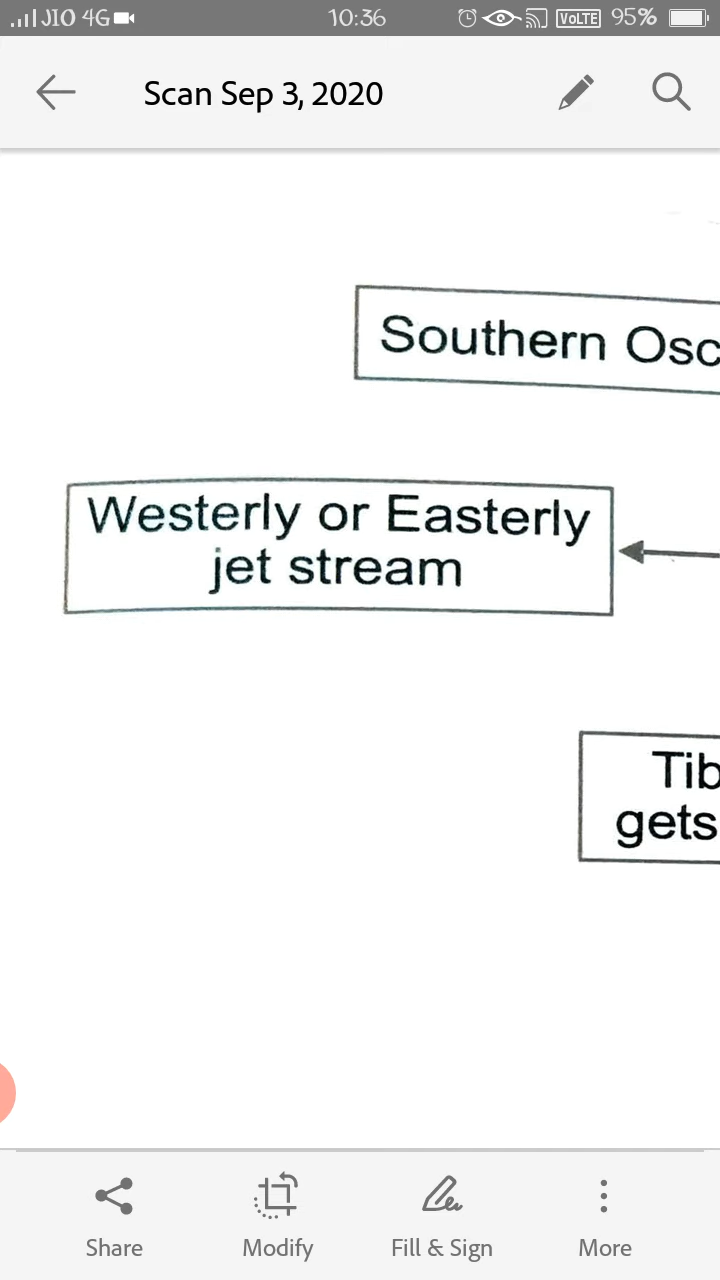 JIO 4G 10:36 VoLTE 95%
Scan Sep 3, 2020
Southern Osc
Westerly or Easterly
jet stream
Tib
gets
Share Modify Fill & Sign More